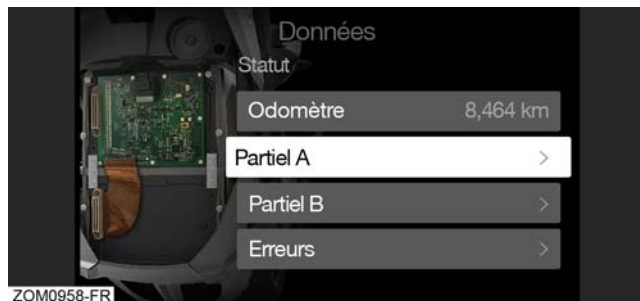 Données
Statut
Odomètre 8,464 km
Partiel A >
Partiel B >
Erreurs >
ZOM0958-FR